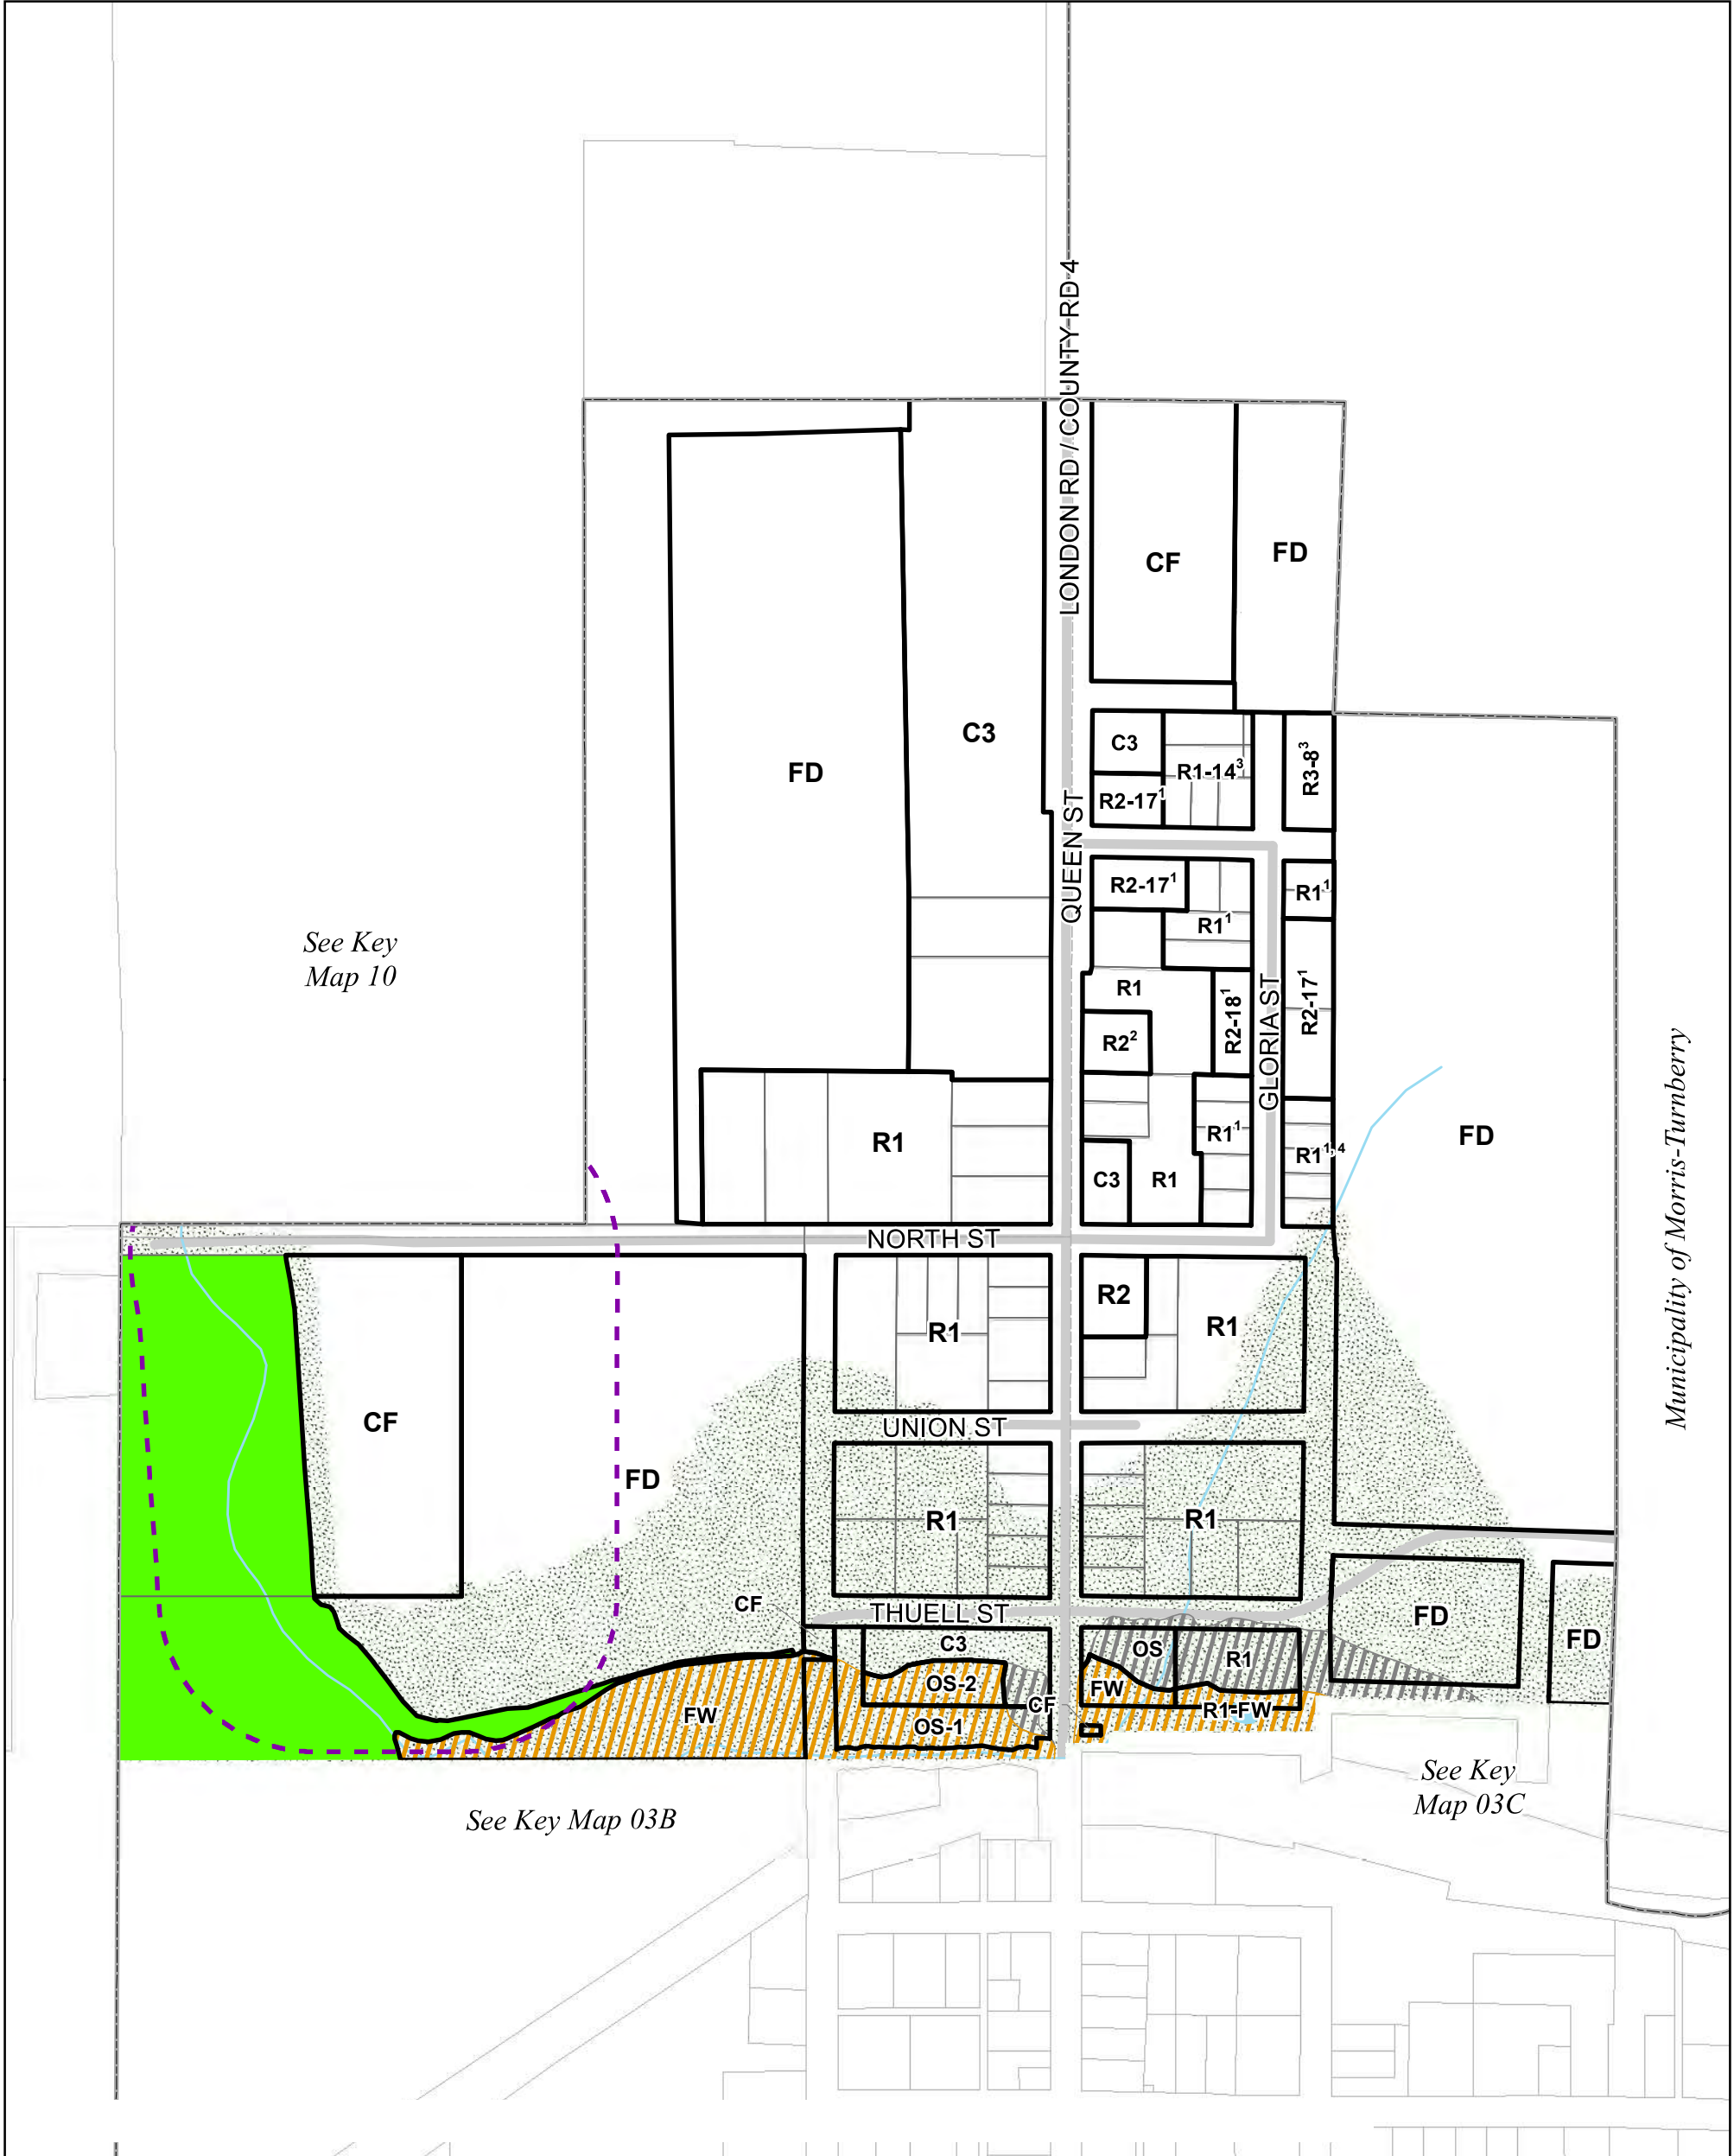 LONDON RD / COUNTY RD 4
CF
FD
C3
FD
C3
R1-14³
R3-8³
R2-17¹
QUEEN ST
R2-17¹
R1¹
R1¹
See Key
Map 10
R1
R2-18¹
GLORIA ST
R2-17¹
R2²
Municipality of Morris-Turnberry
R1
R1¹
FD
R1¹,⁴
C3
R1
NORTH ST
R2
R1
R1
CF
UNION ST
FD
R1
R1
CF
THUELL ST
FD
C3
OS
R1
FD
OS-2
FW
CF
R1-FW
FW
OS-1
See Key
Map 03C
See Key Map 03B